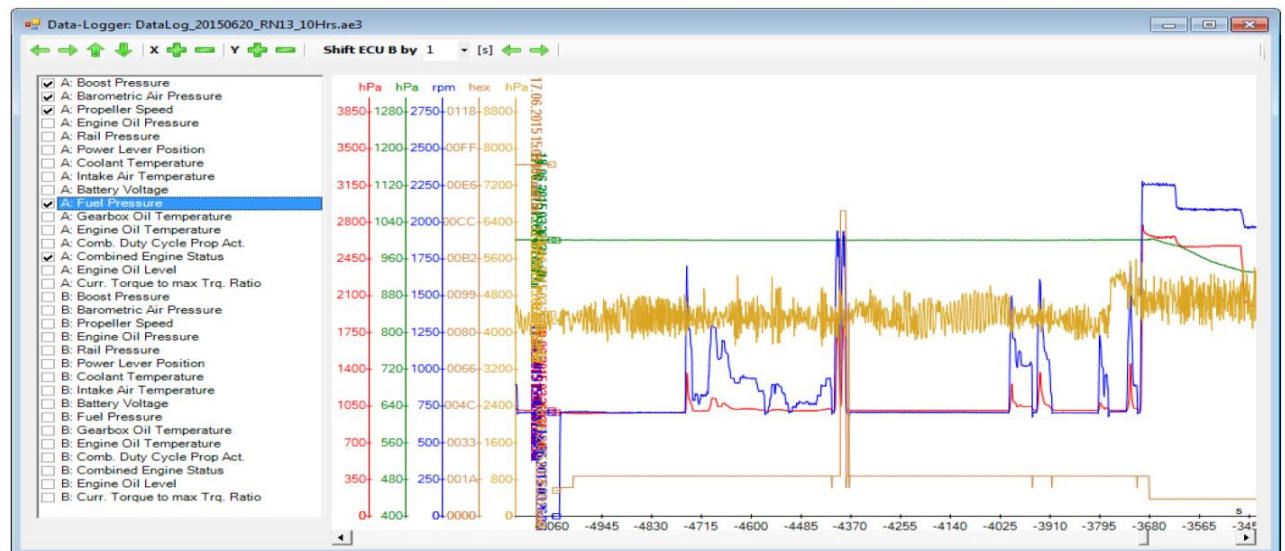 Data-Logger: DataLog_20150620_RN13_10Hrs.ae3
X Y Shift ECU B by 1 [s]
A: Boost Pressure
A: Barometric Air Pressure
A: Propeller Speed
A: Engine Oil Pressure
A: Rail Pressure
A: Power Lever Position
A: Coolant Temperature
A: Intake Air Temperature
A: Battery Voltage
A: Fuel Pressure
A: Gearbox Oil Temperature
A: Engine Oil Temperature
A: Comb. Duty Cycle Prop Act.
A: Combined Engine Status
A: Engine Oil Level
A: Curr. Torque to max Trq. Ratio
B: Boost Pressure
B: Barometric Air Pressure
B: Propeller Speed
B: Engine Oil Pressure
B: Rail Pressure
B: Power Lever Position
B: Coolant Temperature
B: Intake Air Temperature
B: Battery Voltage
B: Fuel Pressure
B: Gearbox Oil Temperature
B: Engine Oil Temperature
B: Comb. Duty Cycle Prop Act.
B: Combined Engine Status
B: Engine Oil Level
B: Curr. Torque to max Trq. Ratio
hPa hPa rpm hex hPa
3850 1280 2750 0118 8800
3500 1200 2500 00FF 8000
3150 1120 2250 00E6 7200
2800 1040 2000 00CC 6400
2450 960 1750 00B2 5600
2100 880 1500 0099 4800
1750 800 1250 0080 4000
1400 720 1000 0066 3200
1050 640 750 004C 2400
700 560 500 0033 1600
350 480 250 001A 800
0 400 0 0000 0
17.06.2015
s
-4945 -4830 -4715 -4600 -4485 -4370 -4255 -4140 -4025 -3910 -3795 -3680 -3565